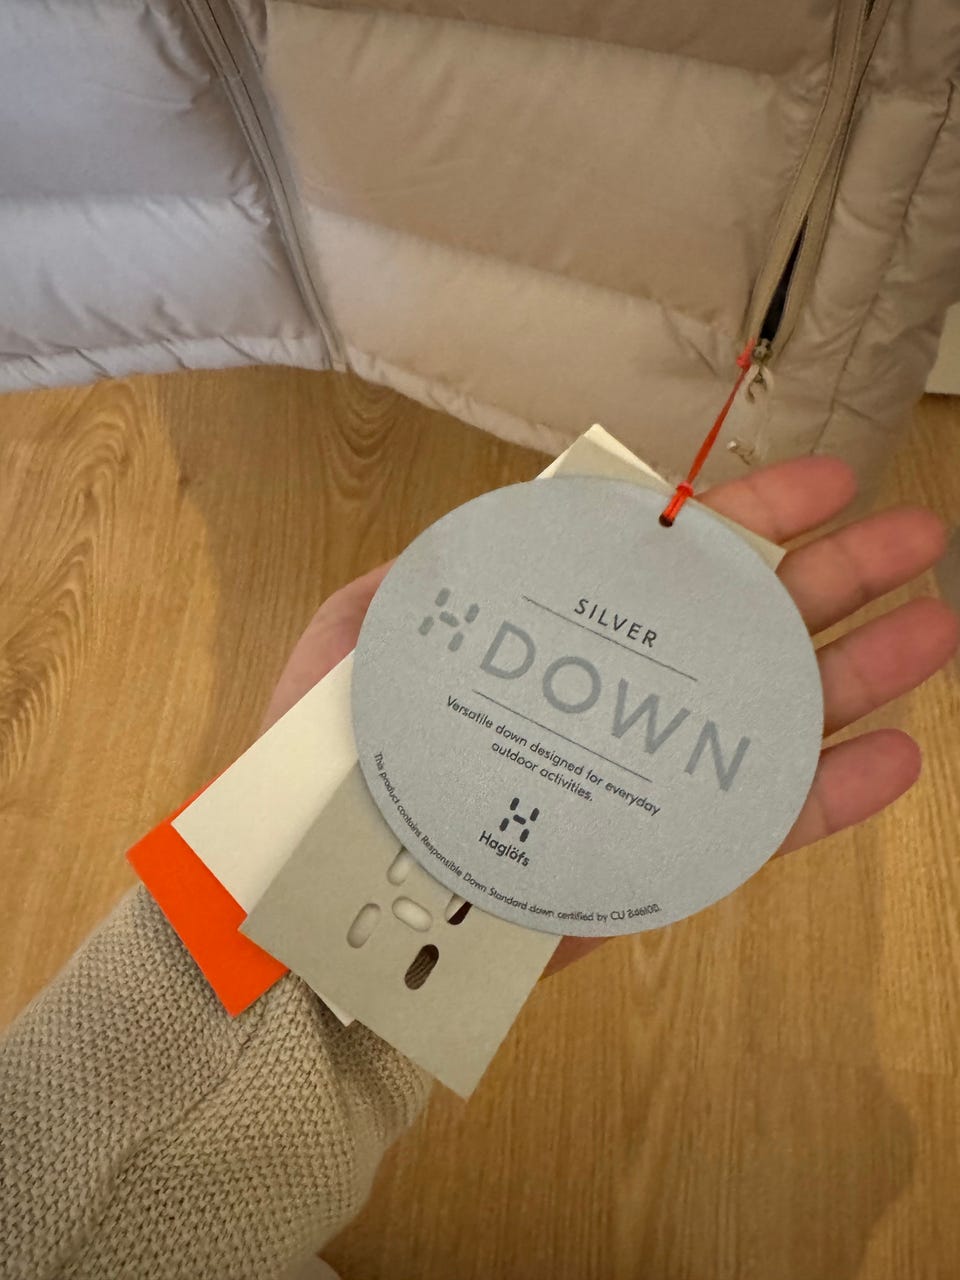 SILVER
DOWN
Versatile down designed for everyday
outdoor activities.
Haglöfs
This product contains Responsible Down Standard down certified by CU